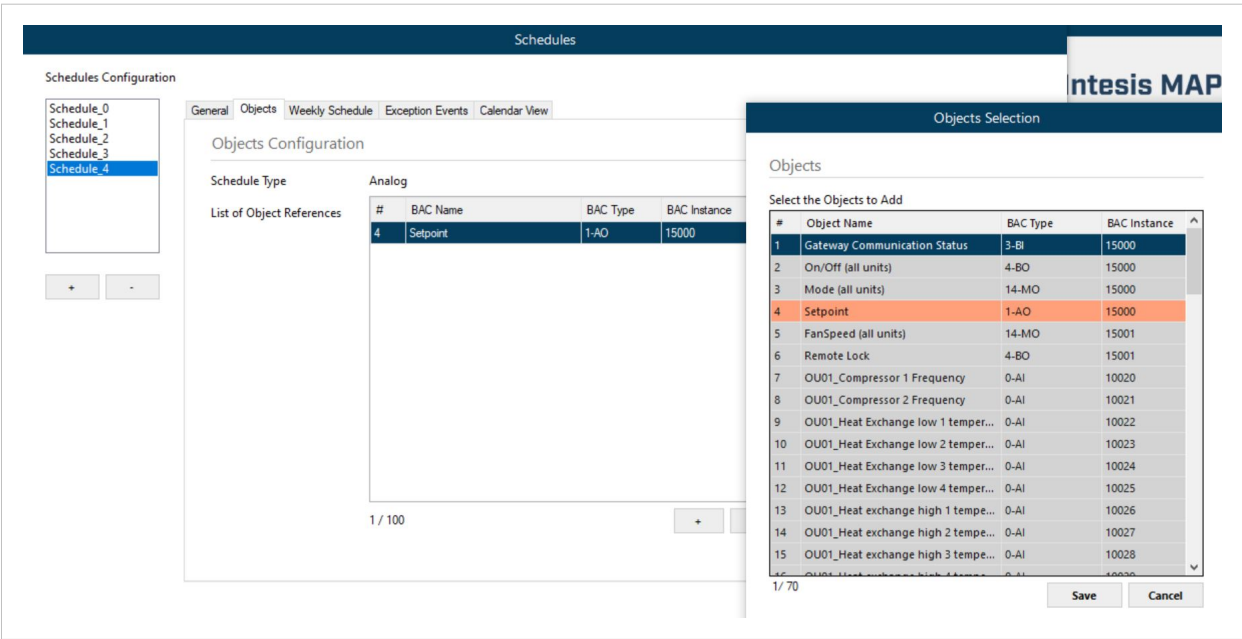 Schedules
Schedules Configuration
Schedule_0
Schedule_1
Schedule_2
Schedule_3
Schedule_4
+ -
General Objects Weekly Schedule Exception Events Calendar View
Objects Configuration
Schedule Type Analog
List of Object References
# BAC Name BAC Type BAC Instance
4 Setpoint 1-AO 15000
1 / 100
+
Intesis MAP
Objects Selection
Objects
Select the Objects to Add
# Object Name BAC Type BAC Instance
1 Gateway Communication Status 3-BI 15000
2 On/Off (all units) 4-BO 15000
3 Mode (all units) 14-MO 15000
4 Setpoint 1-AO 15000
5 FanSpeed (all units) 14-MO 15001
6 Remote Lock 4-BO 15001
7 OU01_Compressor 1 Frequency 0-AI 10020
8 OU01_Compressor 2 Frequency 0-AI 10021
9 OU01_Heat Exchange low 1 temper... 0-AI 10022
10 OU01_Heat Exchange low 2 temper... 0-AI 10023
11 OU01_Heat Exchange low 3 temper... 0-AI 10024
12 OU01_Heat Exchange low 4 temper... 0-AI 10025
13 OU01_Heat exchange high 1 tempe... 0-AI 10026
14 OU01_Heat exchange high 2 tempe... 0-AI 10027
15 OU01_Heat exchange high 3 tempe... 0-AI 10028
1/ 70
Save Cancel